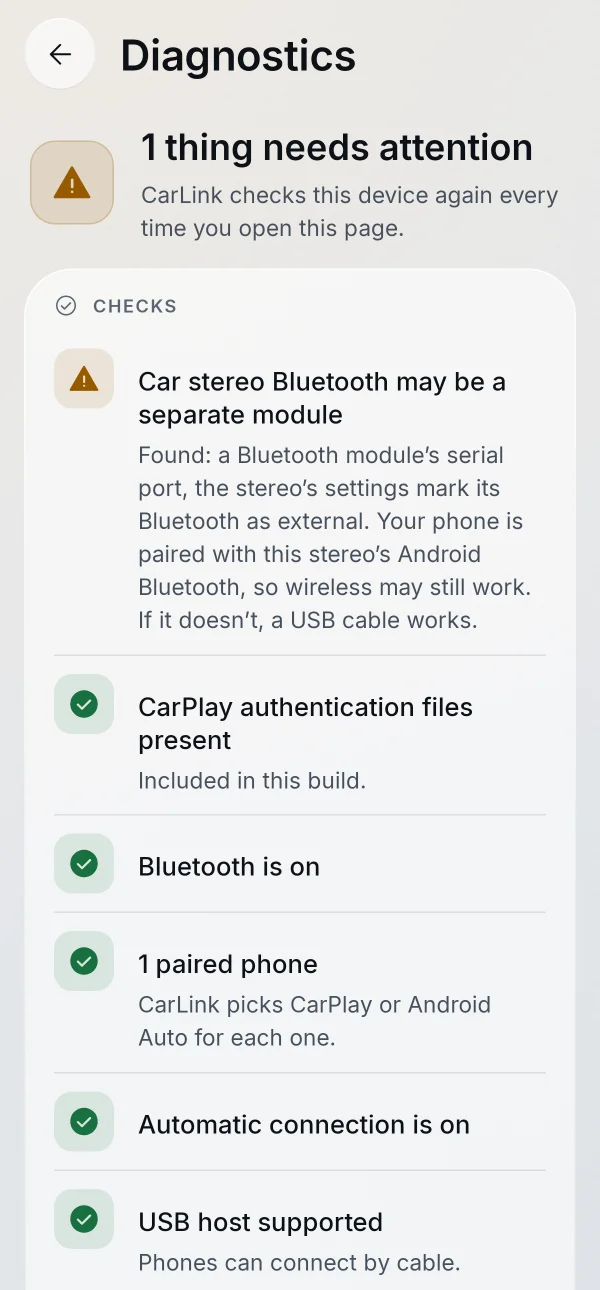 Diagnostics
1 thing needs attention
CarLink checks this device again every
time you open this page.
CHECKS
Car stereo Bluetooth may be a
separate module
Found: a Bluetooth module’s serial
port, the stereo’s settings mark its
Bluetooth as external. Your phone is
paired with this stereo’s Android
Bluetooth, so wireless may still work.
If it doesn’t, a USB cable works.
CarPlay authentication files
present
Included in this build.
Bluetooth is on
1 paired phone
CarLink picks CarPlay or Android
Auto for each one.
Automatic connection is on
USB host supported
Phones can connect by cable.